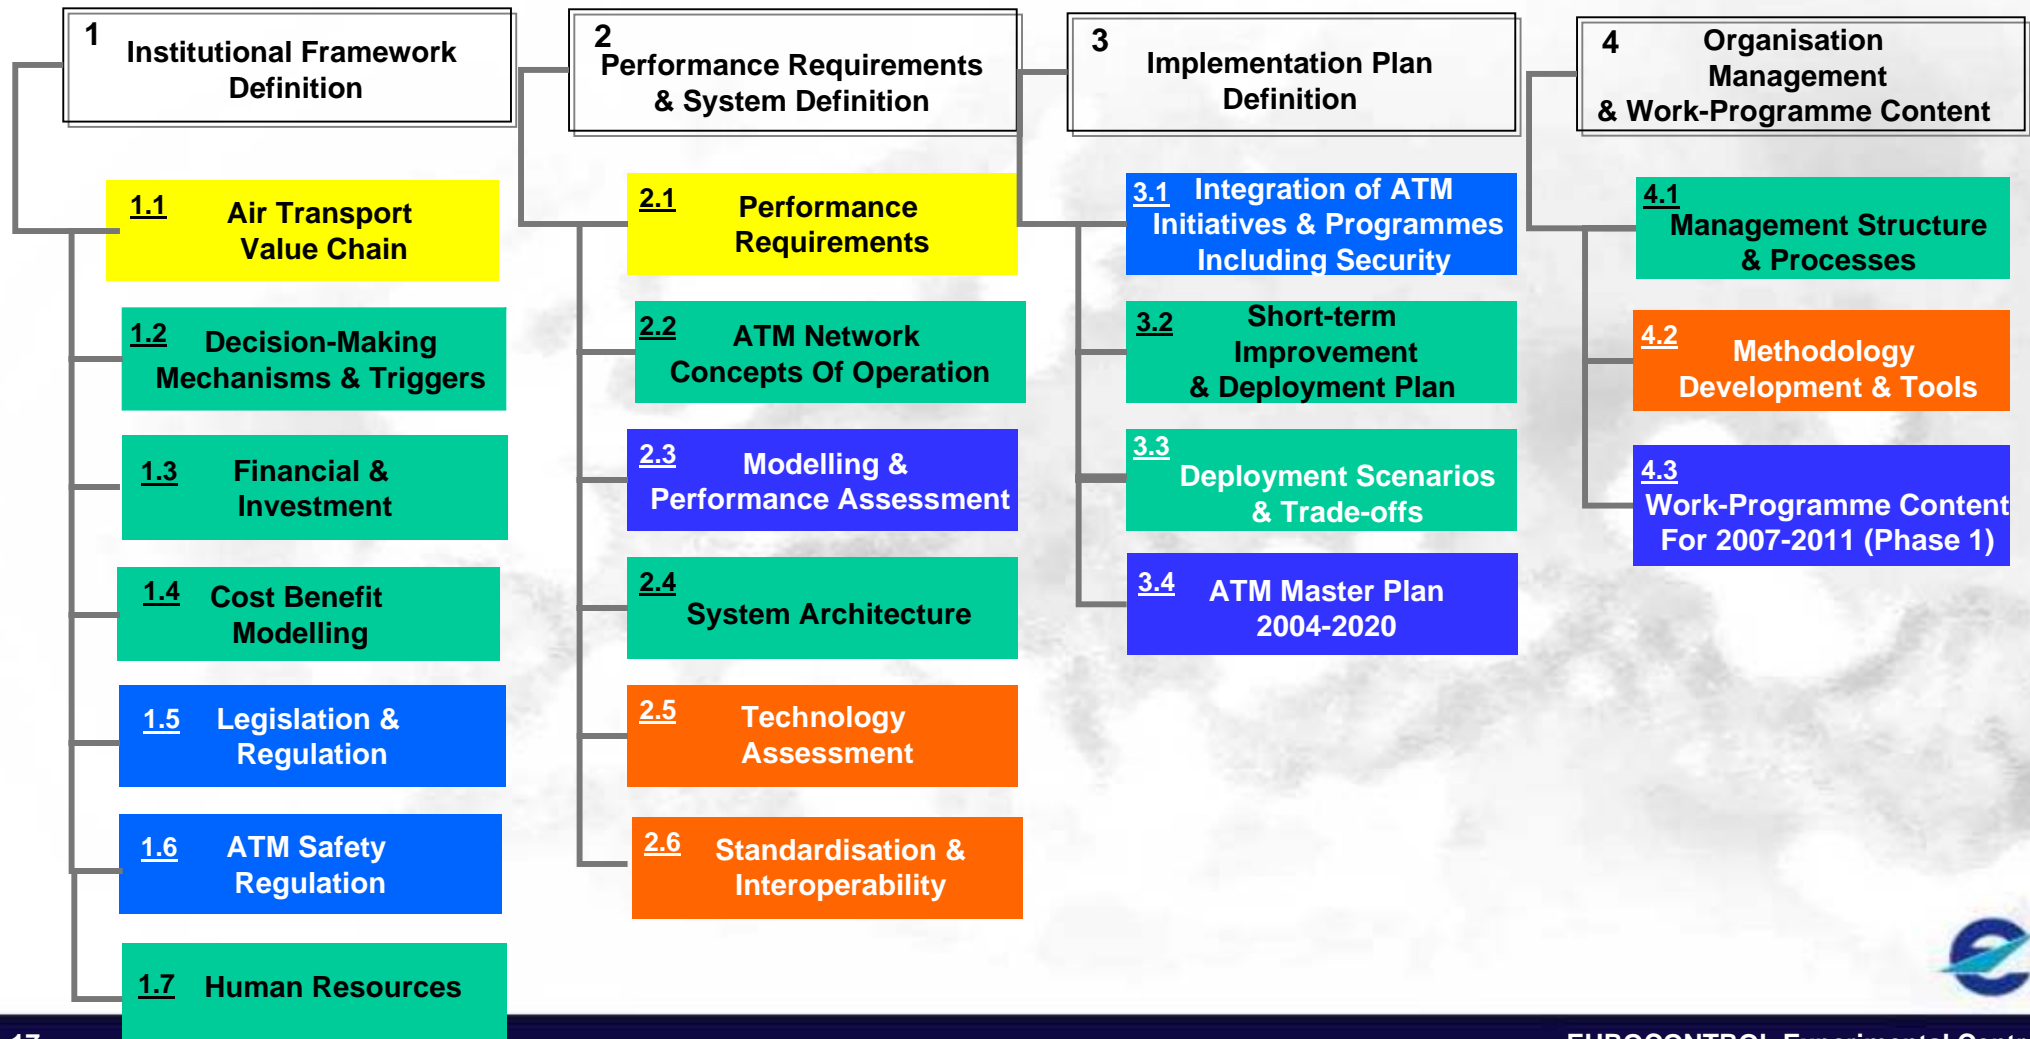 1
Institutional Framework
Definition
1.1
Air Transport
Value Chain
1.2
Decision-Making
Mechanisms & Triggers
1.3
Financial &
Investment
1.4
Cost Benefit
Modelling
1.5
Legislation &
Regulation
1.6
ATM Safety
Regulation
1.7
Human Resources
2
Performance Requirements
& System Definition
2.1
Performance
Requirements
2.2
ATM Network
Concepts Of Operation
2.3
Modelling &
Performance Assessment
2.4
System Architecture
2.5
Technology
Assessment
2.6
Standardisation &
Interoperability
3
Implementation Plan
Definition
3.1
Integration of ATM
Initiatives & Programmes
Including Security
3.2
Short-term
Improvement
& Deployment Plan
3.3
Deployment Scenarios
& Trade-offs
3.4
ATM Master Plan
2004-2020
4
Organisation
Management
& Work-Programme Content
4.1
Management Structure
& Processes
4.2
Methodology
Development & Tools
4.3
Work-Programme Content
For 2007-2011 (Phase 1)
17
EUROCONTROL Experimental Centr